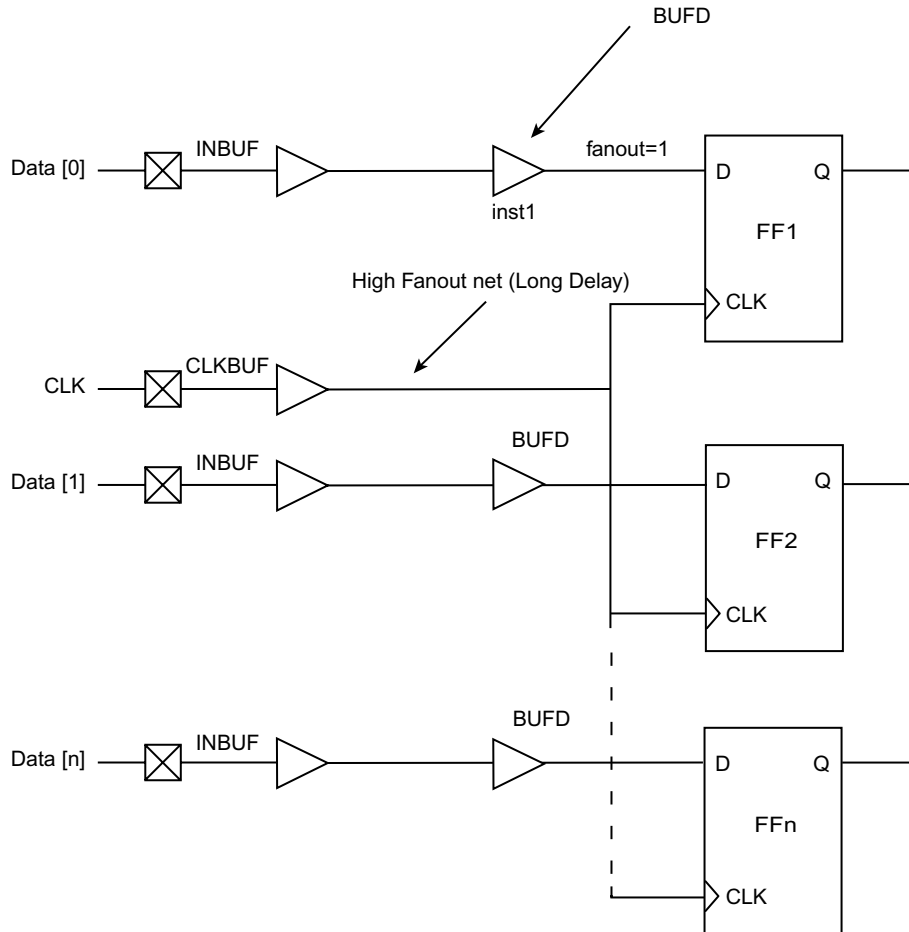 BUFD
INBUF
fanout=1
Data [0]
D
Q
inst1
FF1
High Fanout net (Long Delay)
CLK
CLKBUF
CLK
BUFD
INBUF
Data [1]
D
Q
FF2
CLK
BUFD
INBUF
Data [n]
D
Q
FFn
CLK